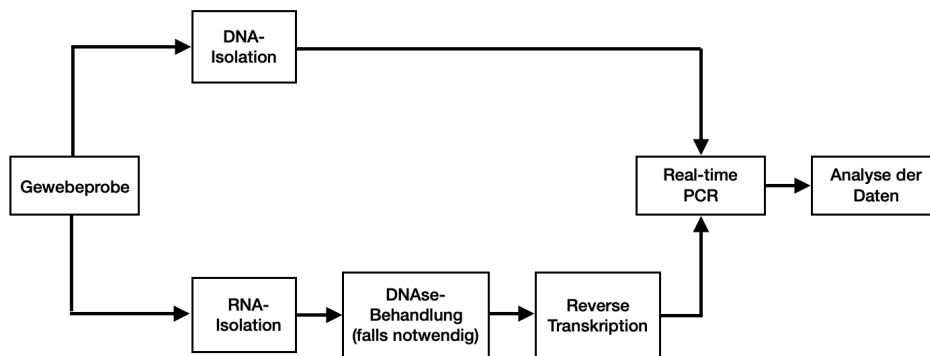 DNA-
Isolation
Gewebeprobe
Real-time
PCR
Analyse der
Daten
RNA-
Isolation
DNAse-
Behandlung
(falls notwendig)
Reverse
Transkription